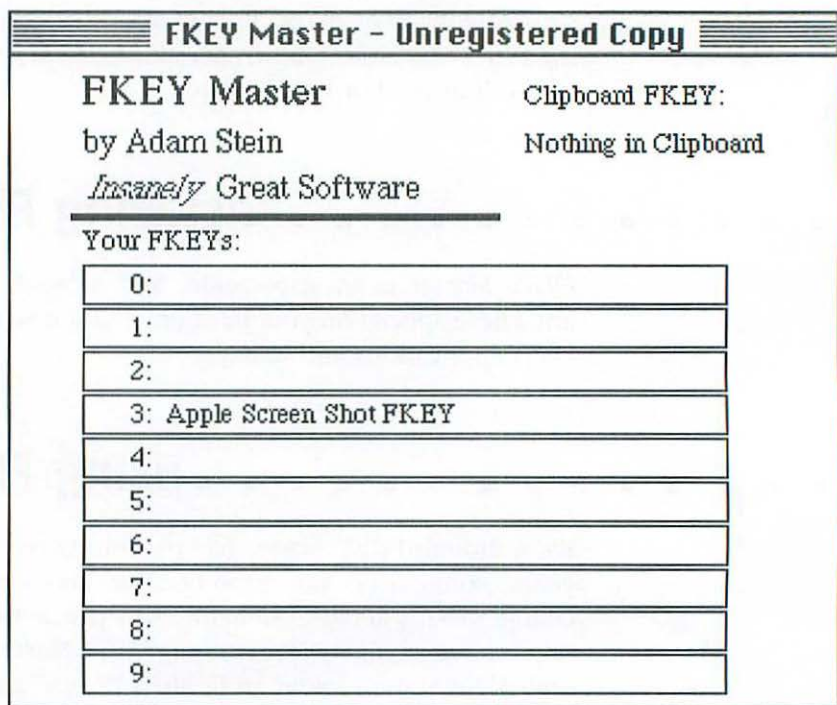 FKEY Master – Unregistered Copy
FKEY Master
by Adam Stein
Insanely Great Software
Clipboard FKEY:
Nothing in Clipboard
Your FKEYs:
0:
1:
2:
3: Apple Screen Shot FKEY
4:
5:
6:
7:
8:
9: